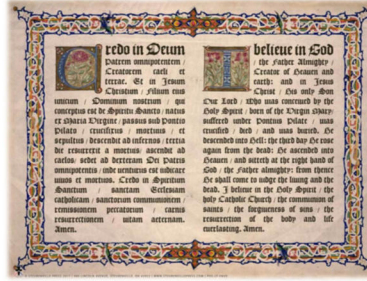 Credo in Deum
Patrem omnipotentem /
Creatorem caeli et
terrae. Et in Jesum
Christum / Filium eius
unicum / Dominum nostrum / qui
conceptus est de Spiritu Sancto / natus
ex Maria Virgine / passus sub Pontio
Pilato / crucifixus / mortuus / et
sepultus / descendit ad infernos / tertia
die resurrexit a mortuis / ascendit ad
caelos / sedet ad dexteram Dei Patris
omnipotentis / inde venturus est iudicare
vivos et mortuos. Credo in Spiritum
Sanctum / sanctam Ecclesiam
catholicam / sanctorum communionem /
remissionem peccatorum / carnis
resurrectionem / vitam aeternam.
Amen.
I believe in God
/ the Father Almighty /
Creator of Heaven and
earth: and in Jesus
Christ / His only Son
Our Lord / Who was conceived by the
Holy Spirit / born of the Virgin Mary:
suffered under Pontius Pilate / was
crucified / died / and was buried. He
descended into Hell: the third day He rose
again from the dead: He ascended into
Heaven / and sitteth at the right hand of
God / the Father almighty: from thence
He shall come to judge the living and the
dead. I believe in the Holy Spirit / the
holy Catholic Church / the communion of
saints / the forgiveness of sins / the
resurrection of the body and life
everlasting. Amen.